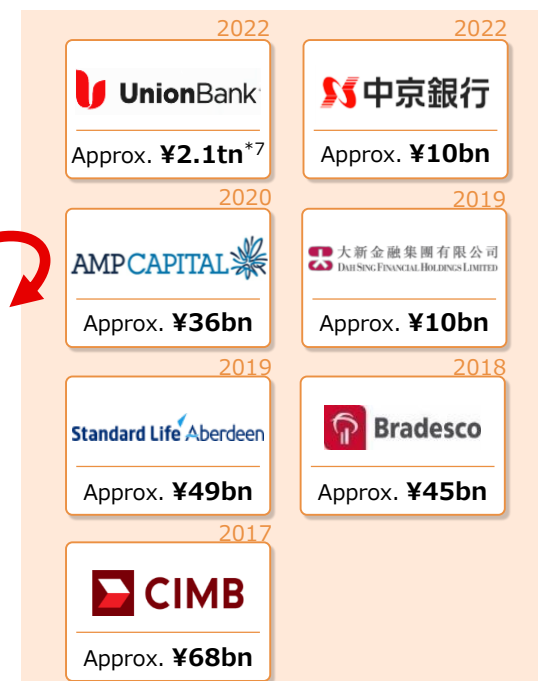 2022
2022
UnionBank
中京銀行
Approx. ¥2.1tn*7
Approx. ¥10bn
2020
2019
AMP CAPITAL
大新金融集團有限公司
DAH SING FINANCIAL HOLDINGS LIMITED
Approx. ¥36bn
Approx. ¥10bn
2019
2018
Standard Life Aberdeen
Bradesco
Approx. ¥49bn
Approx. ¥45bn
2017
CIMB
Approx. ¥68bn